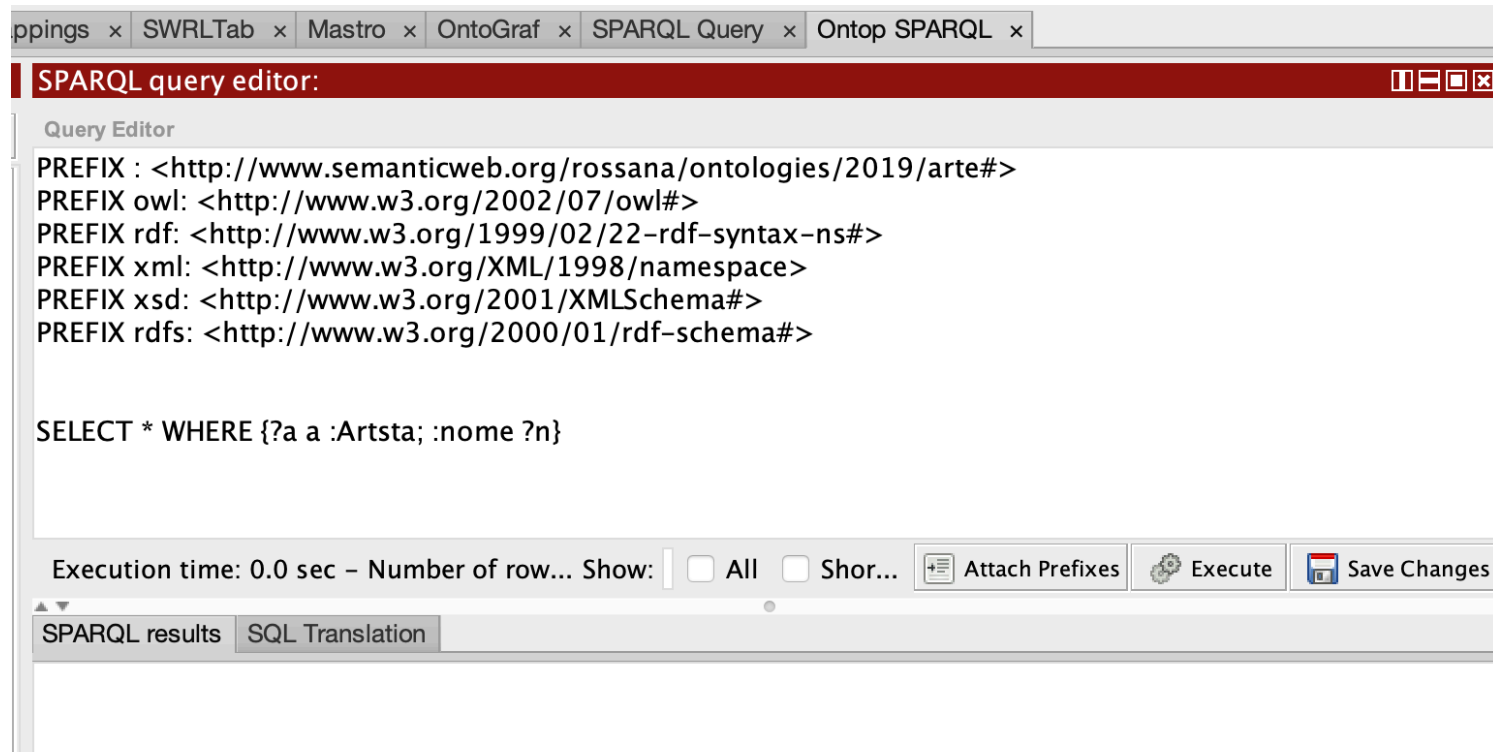 ppings × SWRLTab × Mastro × OntoGraf × SPARQL Query × Ontop SPARQL ×
SPARQL query editor:
Query Editor
PREFIX : <http://www.semanticweb.org/rossana/ontologies/2019/arte#>
PREFIX owl: <http://www.w3.org/2002/07/owl#>
PREFIX rdf: <http://www.w3.org/1999/02/22-rdf-syntax-ns#>
PREFIX xml: <http://www.w3.org/XML/1998/namespace>
PREFIX xsd: <http://www.w3.org/2001/XMLSchema#>
PREFIX rdfs: <http://www.w3.org/2000/01/rdf-schema#>
SELECT * WHERE {?a a :Artsta; :nome ?n}
Execution time: 0.0 sec – Number of row... Show: All Shor... Attach Prefixes Execute Save Changes
SPARQL results SQL Translation